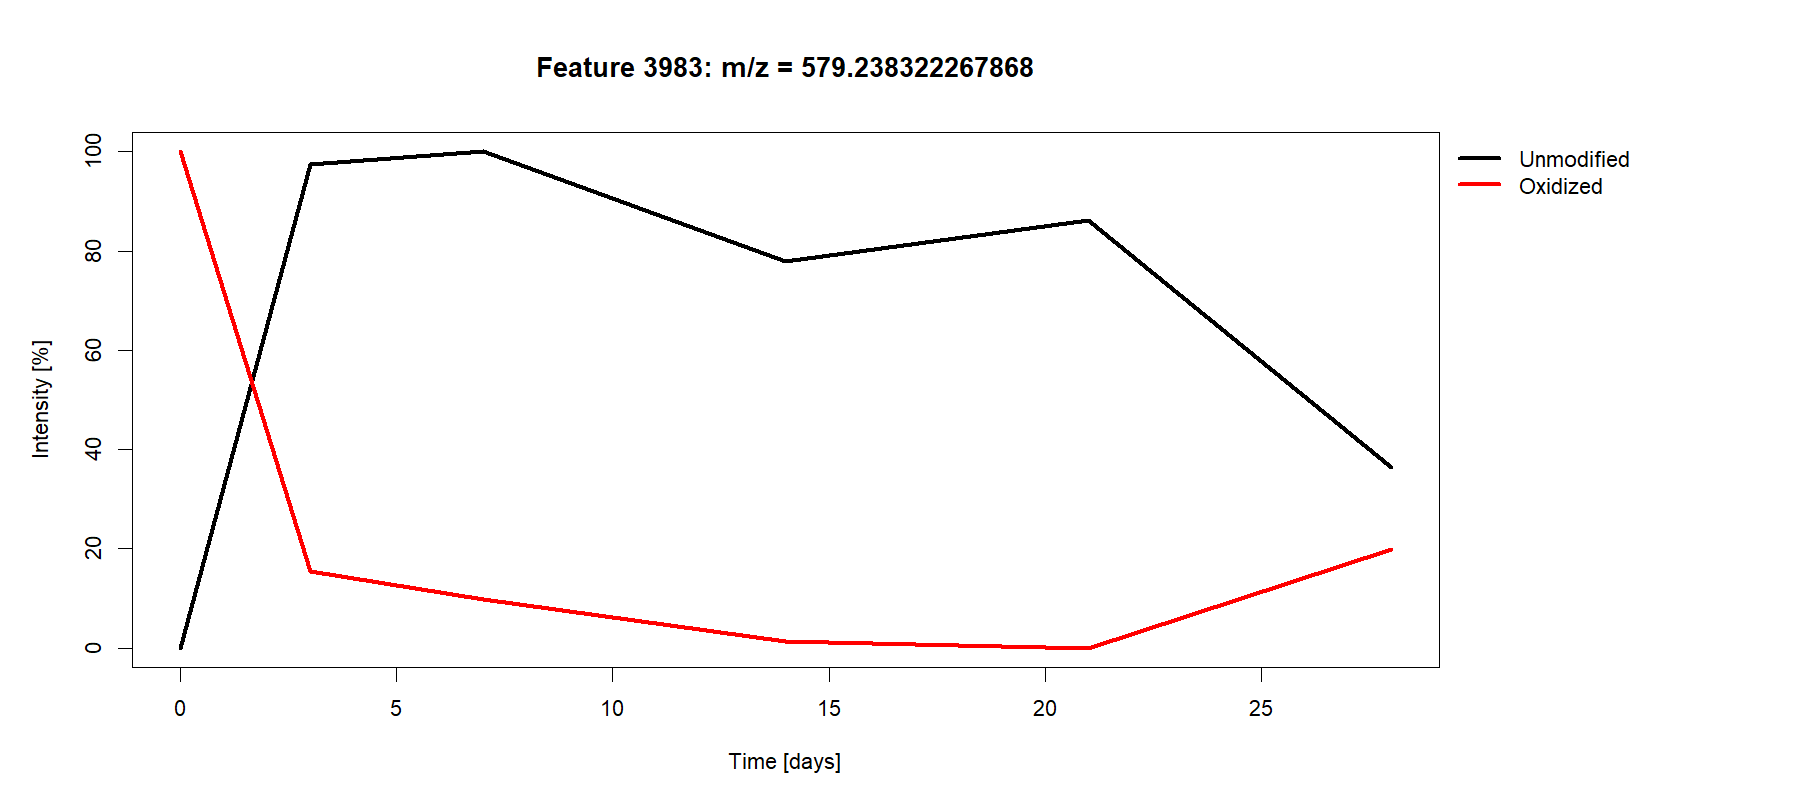 Feature 3983: m/z = 579.238322267868
Unmodified
Oxidized
Intensity [%]
100
80
60
40
20
0
0 5 10 15 20 25
Time [days]